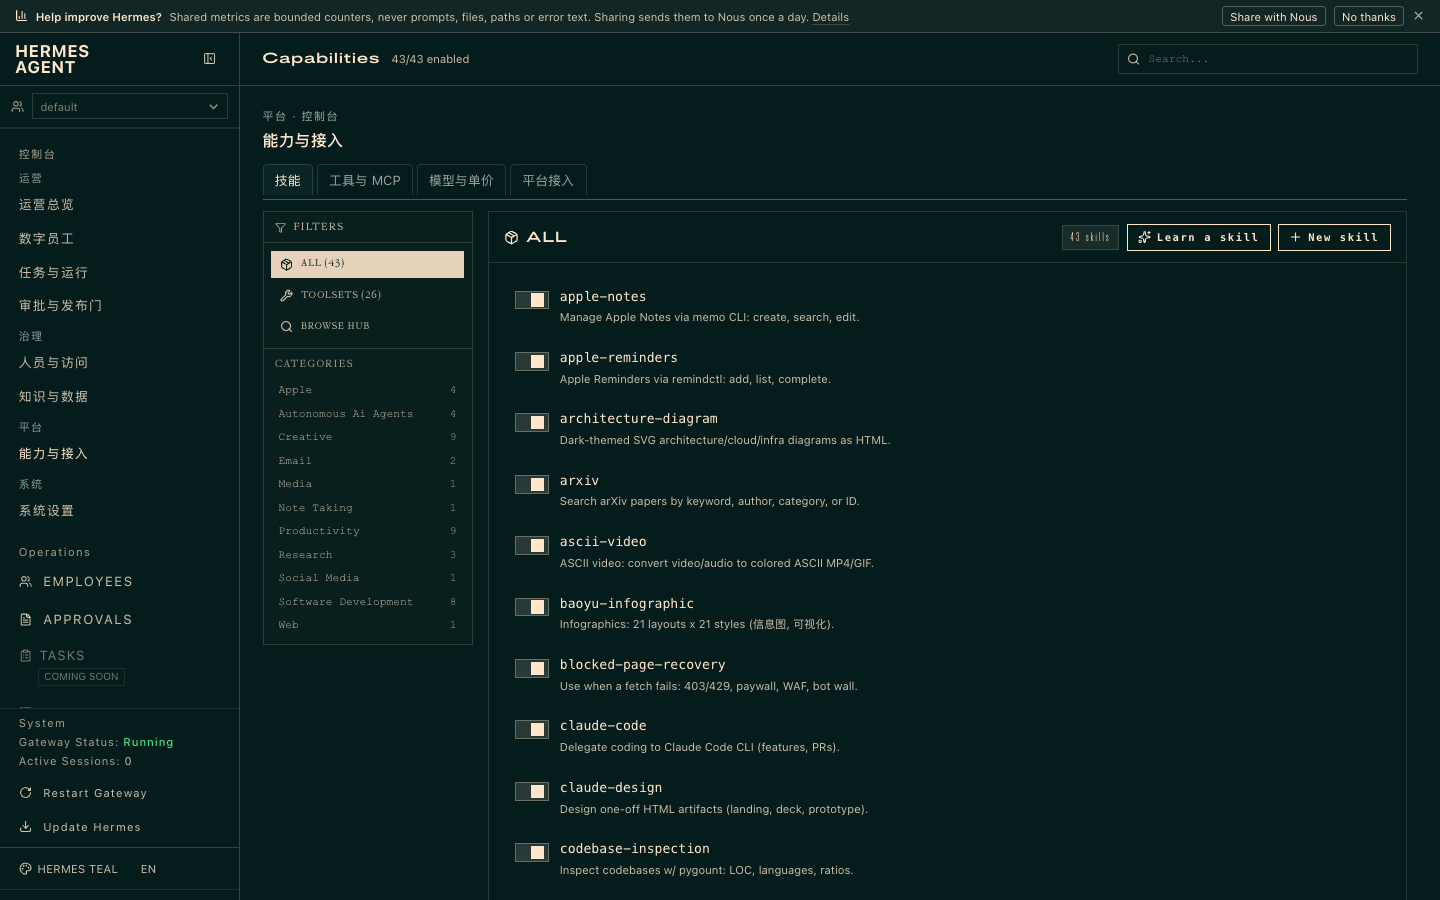 Help improve Hermes? Shared metrics are bounded counters, never prompts, files, paths or error text. Sharing sends them to Nous once a day. Details
Share with Nous
No thanks
HERMES
AGENT
Capabilities 43/43 enabled
Search...
default
控制台
运营
运营总览
数字员工
任务与运行
审批与发布门
治理
人员与访问
知识与数据
平台
能力与接入
系统
系统设置
Operations
EMPLOYEES
APPROVALS
TASKS
COMING SOON
System
Gateway Status: Running
Active Sessions: 0
Restart Gateway
Update Hermes
HERMES TEAL EN
平台 · 控制台
能力与接入
技能 工具与 MCP 模型与单价 平台接入
FILTERS
ALL (43)
TOOLSETS (26)
BROWSE HUB
CATEGORIES
Apple 4
Autonomous Ai Agents 4
Creative 9
Email 2
Media 1
Note Taking 1
Productivity 9
Research 3
Social Media 1
Software Development 8
Web 1
ALL
43 skills
Learn a skill
New skill
apple-notes
Manage Apple Notes via memo CLI: create, search, edit.
apple-reminders
Apple Reminders via remindctl: add, list, complete.
architecture-diagram
Dark-themed SVG architecture/cloud/infra diagrams as HTML.
arxiv
Search arXiv papers by keyword, author, category, or ID.
ascii-video
ASCII video: convert video/audio to colored ASCII MP4/GIF.
baoyu-infographic
Infographics: 21 layouts x 21 styles (信息图, 可视化).
blocked-page-recovery
Use when a fetch fails: 403/429, paywall, WAF, bot wall.
claude-code
Delegate coding to Claude Code CLI (features, PRs).
claude-design
Design one-off HTML artifacts (landing, deck, prototype).
codebase-inspection
Inspect codebases w/ pygount: LOC, languages, ratios.